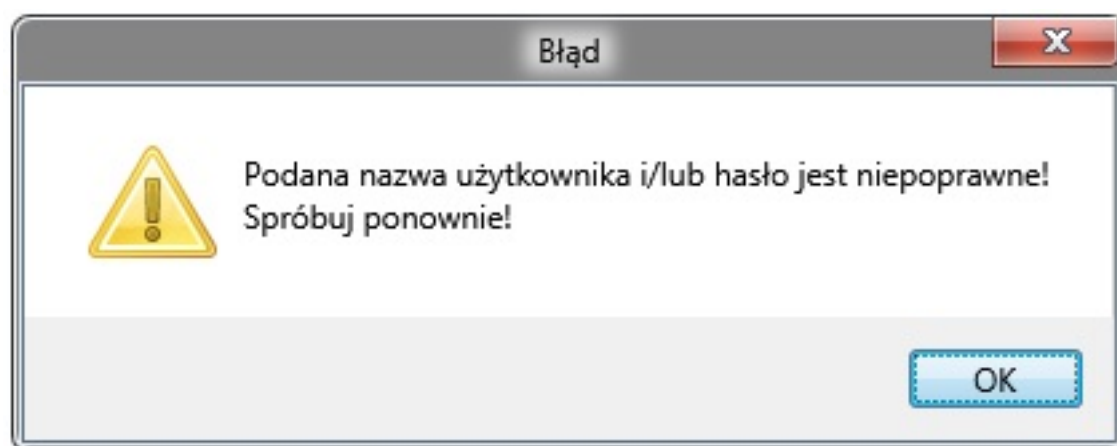 Błąd
Podana nazwa użytkownika i/lub hasło jest niepoprawne!
Spróbuj ponownie!
OK